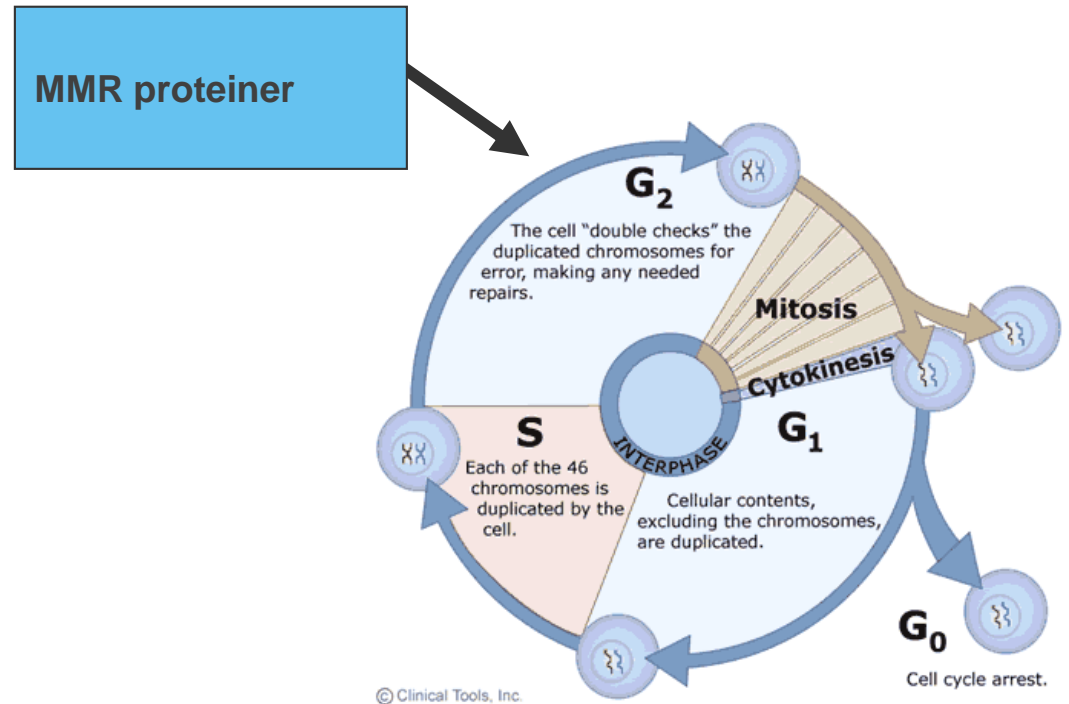 MMR proteiner
G2
The cell “double checks” the
duplicated chromosomes for
error, making any needed
repairs.
Mitosis
Cytokinesis
G1
Cellular contents,
excluding the chromosomes,
are duplicated.
S
Each of the 46
chromosomes is
duplicated by the
cell.
INTERPHASE
G0
Cell cycle arrest.
© Clinical Tools, Inc.